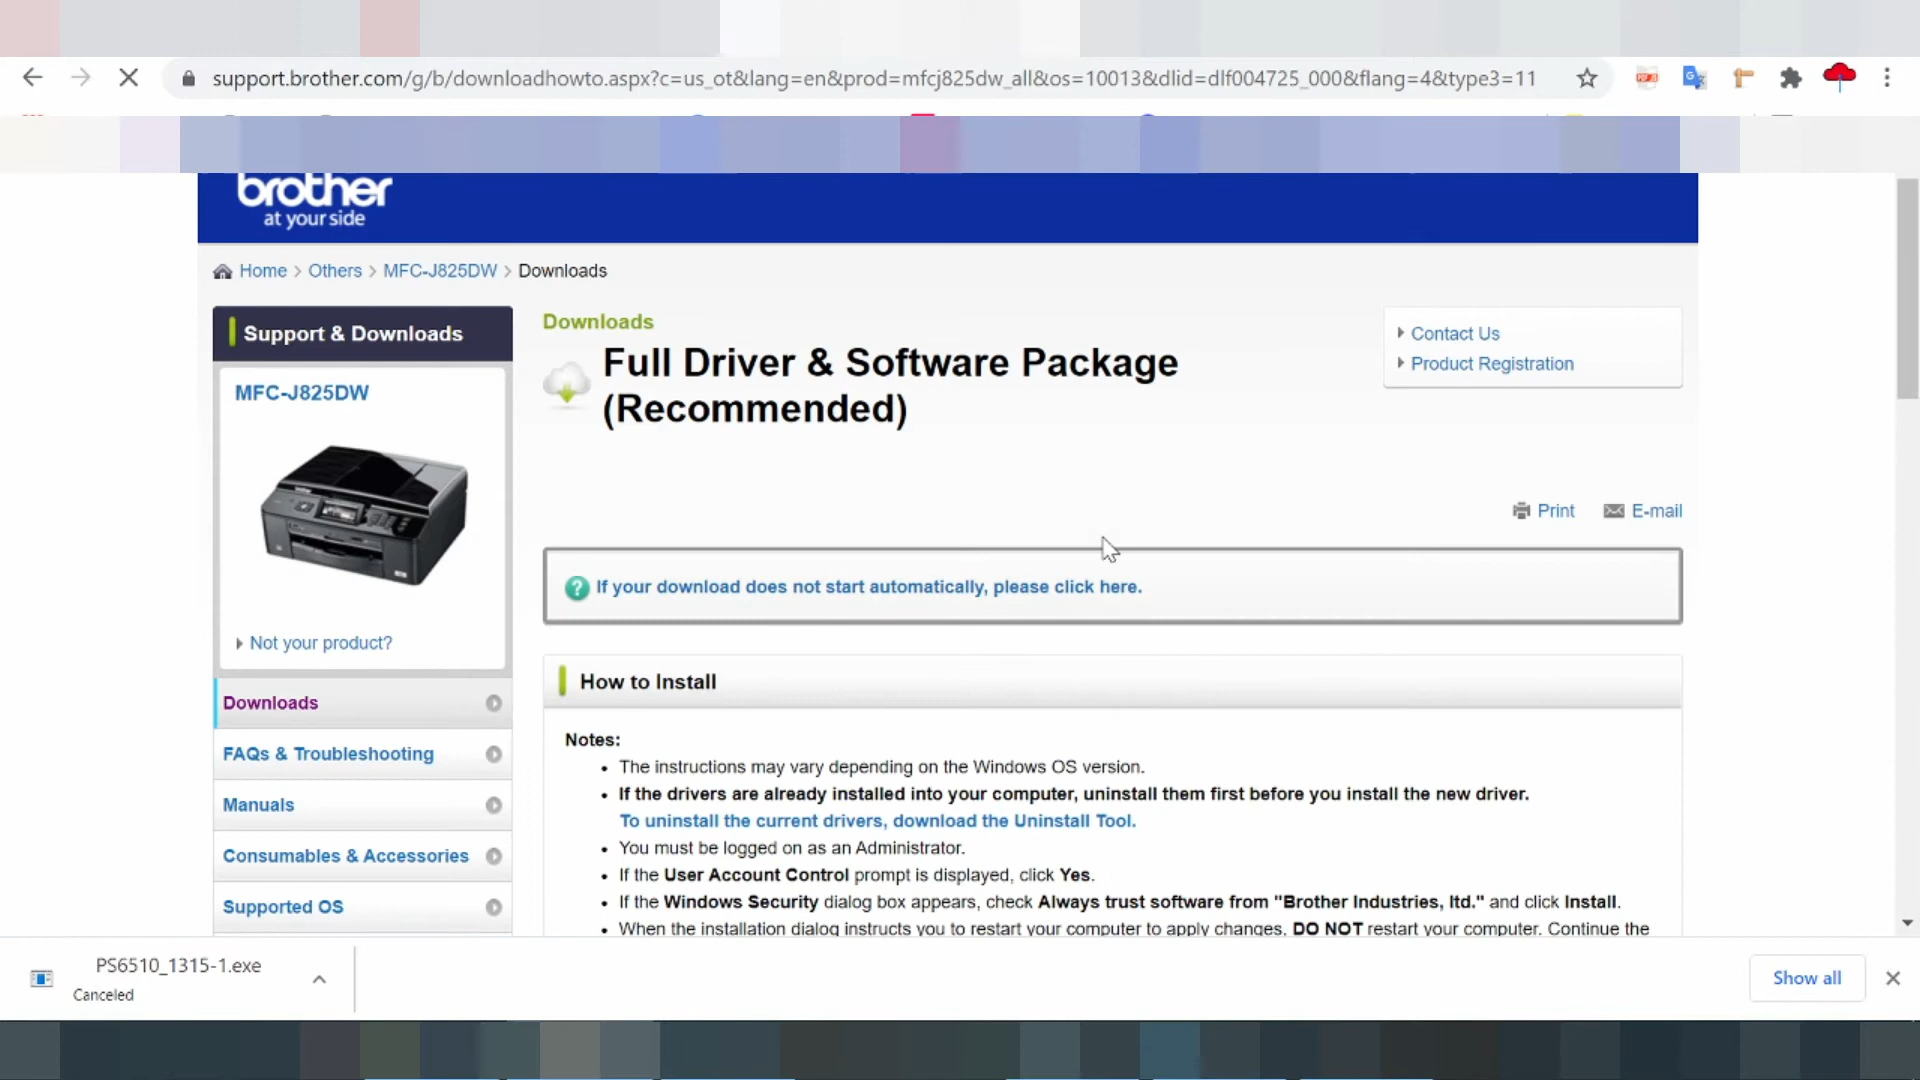 support.brother.com/g/b/downloadhowto.aspx?c=us_ot&lang=en&prod=mfcj825dw_all&os=10013&dlid=dlf004725_000&flang=4&type3=11
brother
at your side
Home > Others > MFC-J825DW > Downloads
Support & Downloads
MFC-J825DW
Not your product?
Downloads
FAQs & Troubleshooting
Manuals
Consumables & Accessories
Supported OS
Downloads
Full Driver & Software Package
(Recommended)
Contact Us
Product Registration
Print E-mail
If your download does not start automatically, please click here.
How to Install
Notes:
• The instructions may vary depending on the Windows OS version.
• If the drivers are already installed into your computer, uninstall them first before you install the new driver.
To uninstall the current drivers, download the Uninstall Tool.
• You must be logged on as an Administrator.
• If the User Account Control prompt is displayed, click Yes.
• If the Windows Security dialog box appears, check Always trust software from "Brother Industries, ltd." and click Install.
• When the installation dialog instructs you to restart your computer to apply changes, DO NOT restart your computer. Continue the
PS6510_1315-1.exe
Canceled
Show all